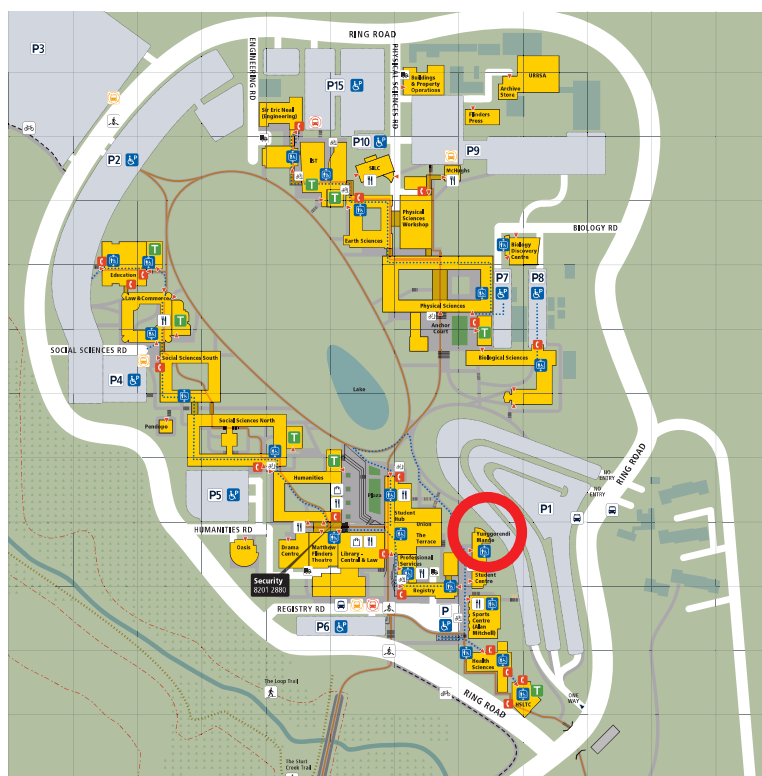 RING ROAD
P3
ENGINEERING RD
PHYSICAL SCIENCES RD
P15
Buildings
& Property
Operations
UBRSA
Archive
Store
Flinders
Press
Sir Eric Neal
(Engineering)
P10
P9
P2
IST
SILC
McHughs
Earth Sciences
Physical
Sciences
Workshop
BIOLOGY RD
Biology
Discovery
Centre
Education
P7
P8
Law & Commerce
Physical Sciences
Anchor
Court
SOCIAL SCIENCES RD
Social Sciences South
Biological Sciences
P4
Lake
Pendopo
Social Sciences North
RING ROAD
NO
ENTRY
NO
ENTRY
Humanities
P5
Plaza
P1
Student
Hub
Union
The
Terrace
HUMANITIES RD
Yunggorendi
Mande
Oasis
Drama
Centre
Matthew
Flinders
Theatre
Library -
Central & Law
Professional
Services
Student
Centre
Security
8201 2880
Registry
REGISTRY RD
P
P6
Sports
Centre
(Alan
Mitchell)
Health
Sciences
The Loop Trail
RING ROAD
HSLTC
ONE
WAY
The Sturt
Creek Trail
T
T
T
T
T
T
T
T
T